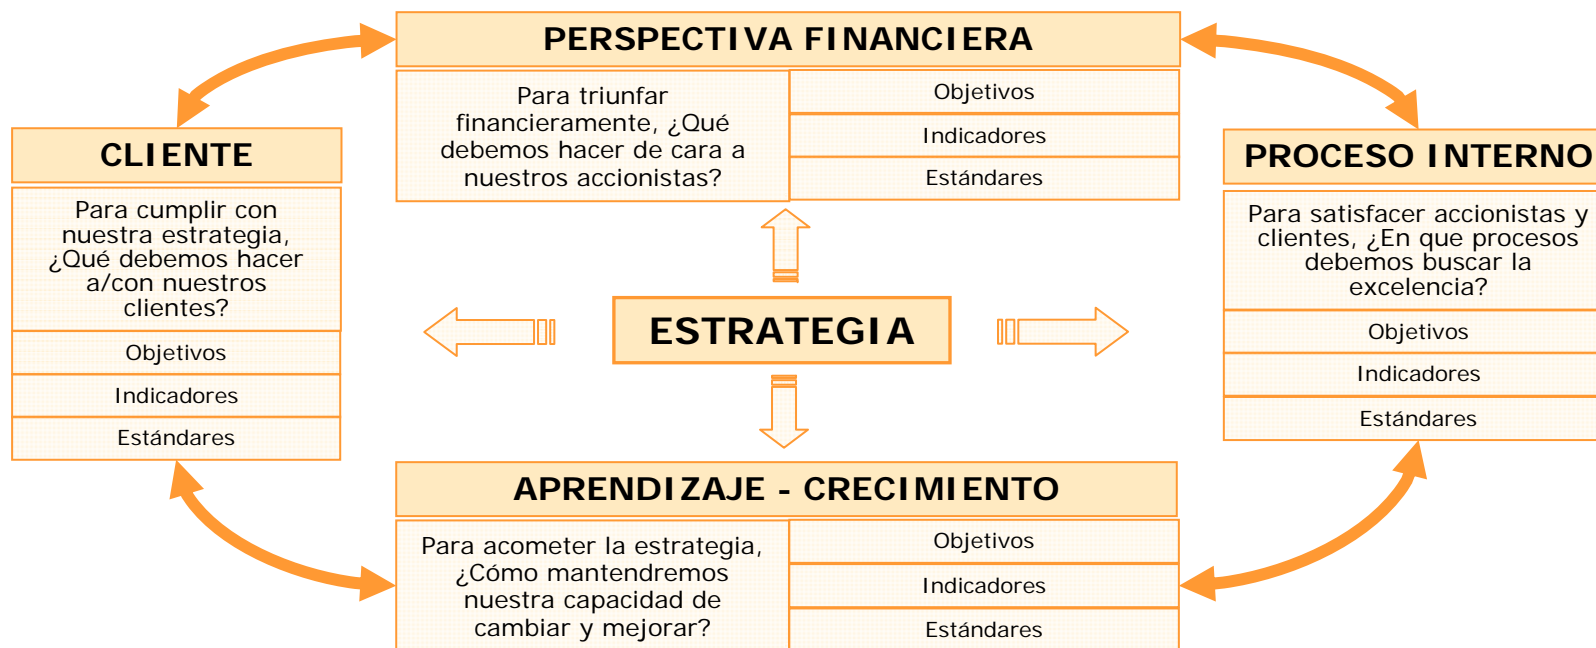 PERSPECTIVA FINANCIERA
Para triunfar
financieramente, ¿Qué
debemos hacer de cara a
nuestros accionistas?
Objetivos
Indicadores
Estándares
CLIENTE
Para cumplir con
nuestra estrategia,
¿Qué debemos hacer
a/con nuestros
clientes?
Objetivos
Indicadores
Estándares
ESTRATEGIA
PROCESO INTERNO
Para satisfacer accionistas y
clientes, ¿En que procesos
debemos buscar la
excelencia?
Objetivos
Indicadores
Estándares
APRENDIZAJE - CRECIMIENTO
Para acometer la estrategia,
¿Cómo mantendremos
nuestra capacidad de
cambiar y mejorar?
Objetivos
Indicadores
Estándares